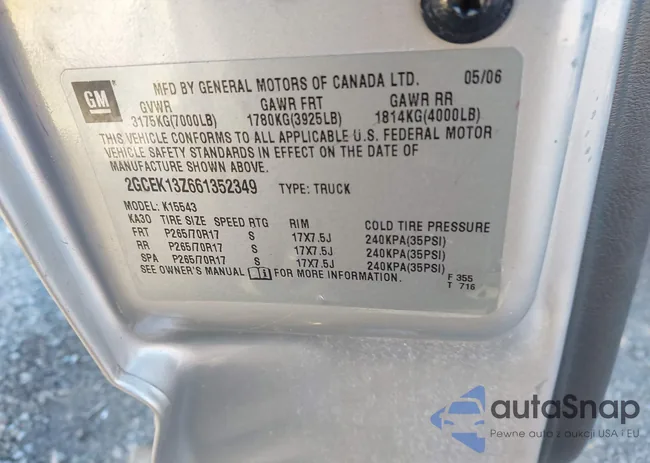 GM
MFD BY GENERAL MOTORS OF CANADA LTD. 05/06
GVWR GAWR FRT GAWR RR
3175KG(7000LB) 1780KG(3925LB) 1814KG(4000LB)
THIS VEHICLE CONFORMS TO ALL APPLICABLE U.S. FEDERAL MOTOR
VEHICLE SAFETY STANDARDS IN EFFECT ON THE DATE OF
MANUFACTURE SHOWN ABOVE.
2GCEK13Z661352349 TYPE: TRUCK
MODEL: K15543
KA30 TIRE SIZE SPEED RTG RIM COLD TIRE PRESSURE
FRT P265/70R17 S 17X7.5J 240KPA(35PSI)
RR P265/70R17 S 17X7.5J 240KPA(35PSI)
SPA P265/70R17 S 17X7.5J 240KPA(35PSI)
SEE OWNER'S MANUAL FOR MORE INFORMATION.
F 355
T 716
autaSnap
Pewne auta z aukcji USA i EU